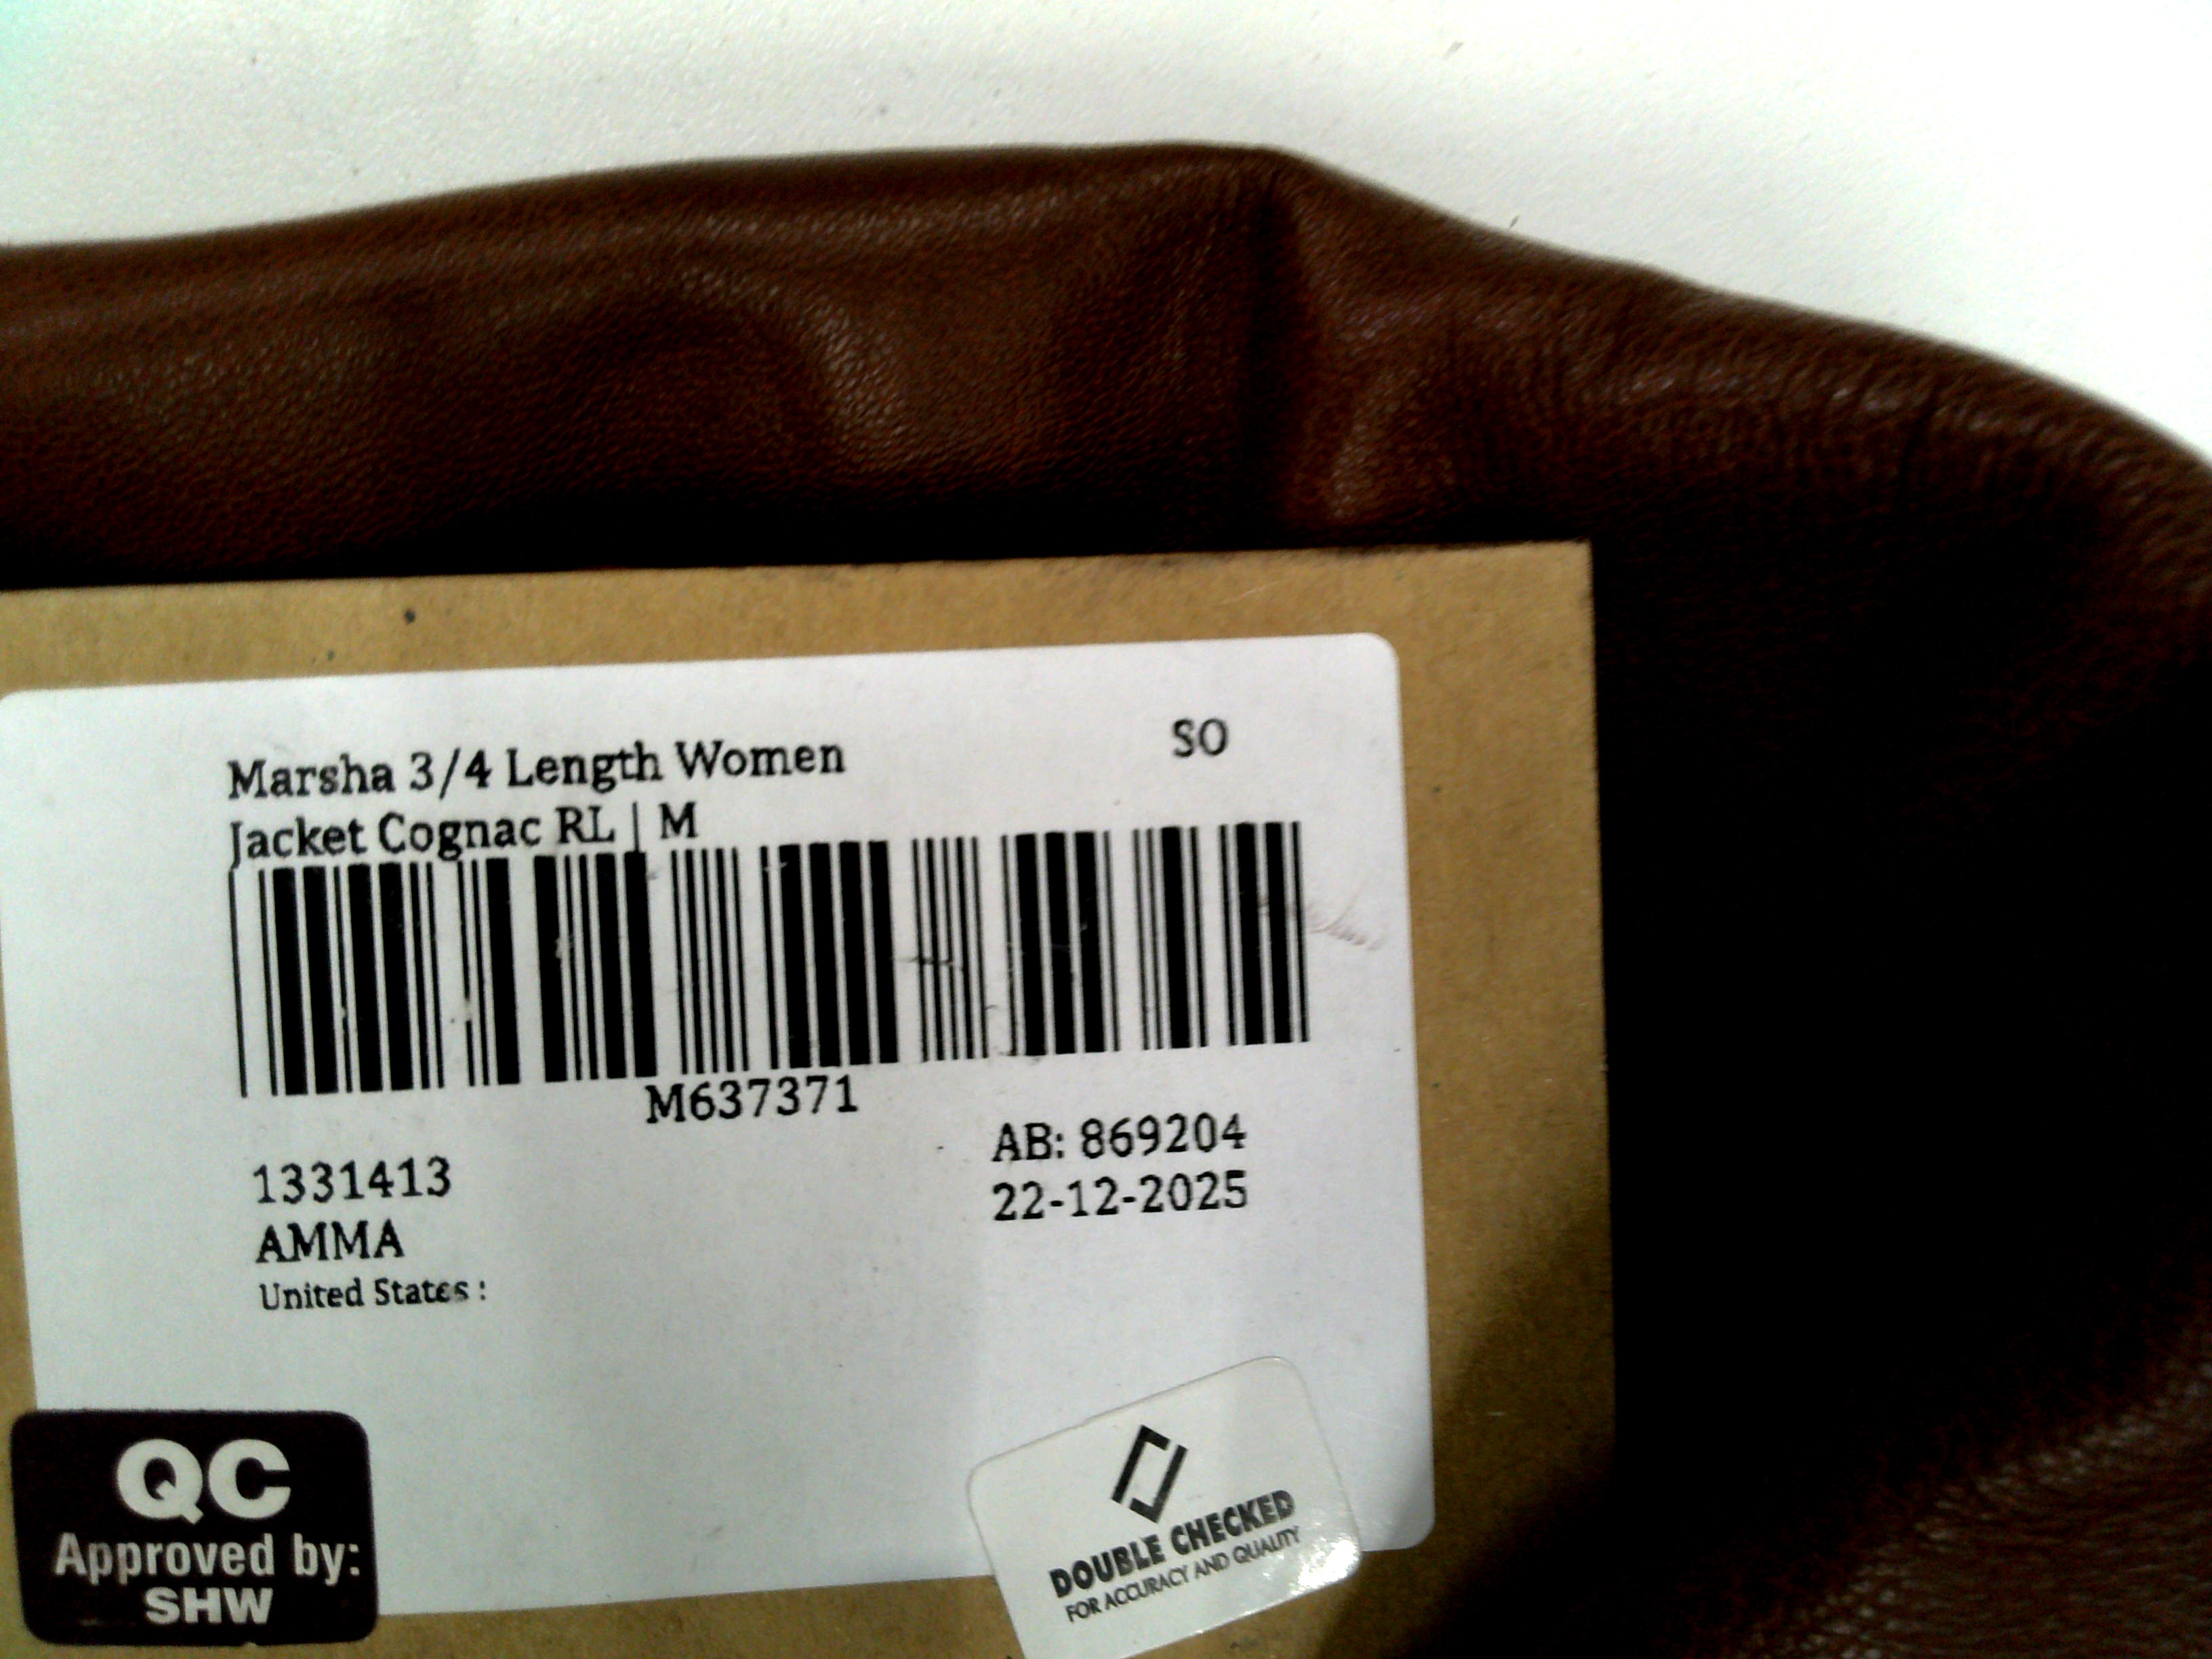 Marsha 3/4 Length Women
Jacket Cognac RL | M
SO
M637371
1331413
AMMA
United States :
AB: 869204
22-12-2025
QC
Approved by:
SHW
DOUBLE CHECKED
FOR ACCURACY AND QUALITY